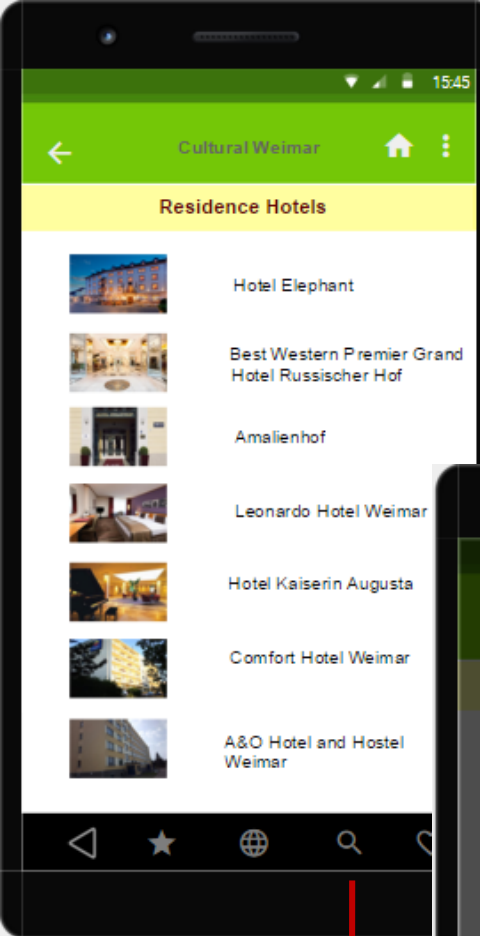 15:45
Cultural Weimar
Residence Hotels
Hotel Elephant
Best Western Premier Grand
Hotel Russischer Hof
Amalienhof
Leonardo Hotel Weimar
Hotel Kaiserin Augusta
Comfort Hotel Weimar
A&O Hotel and Hostel
Weimar